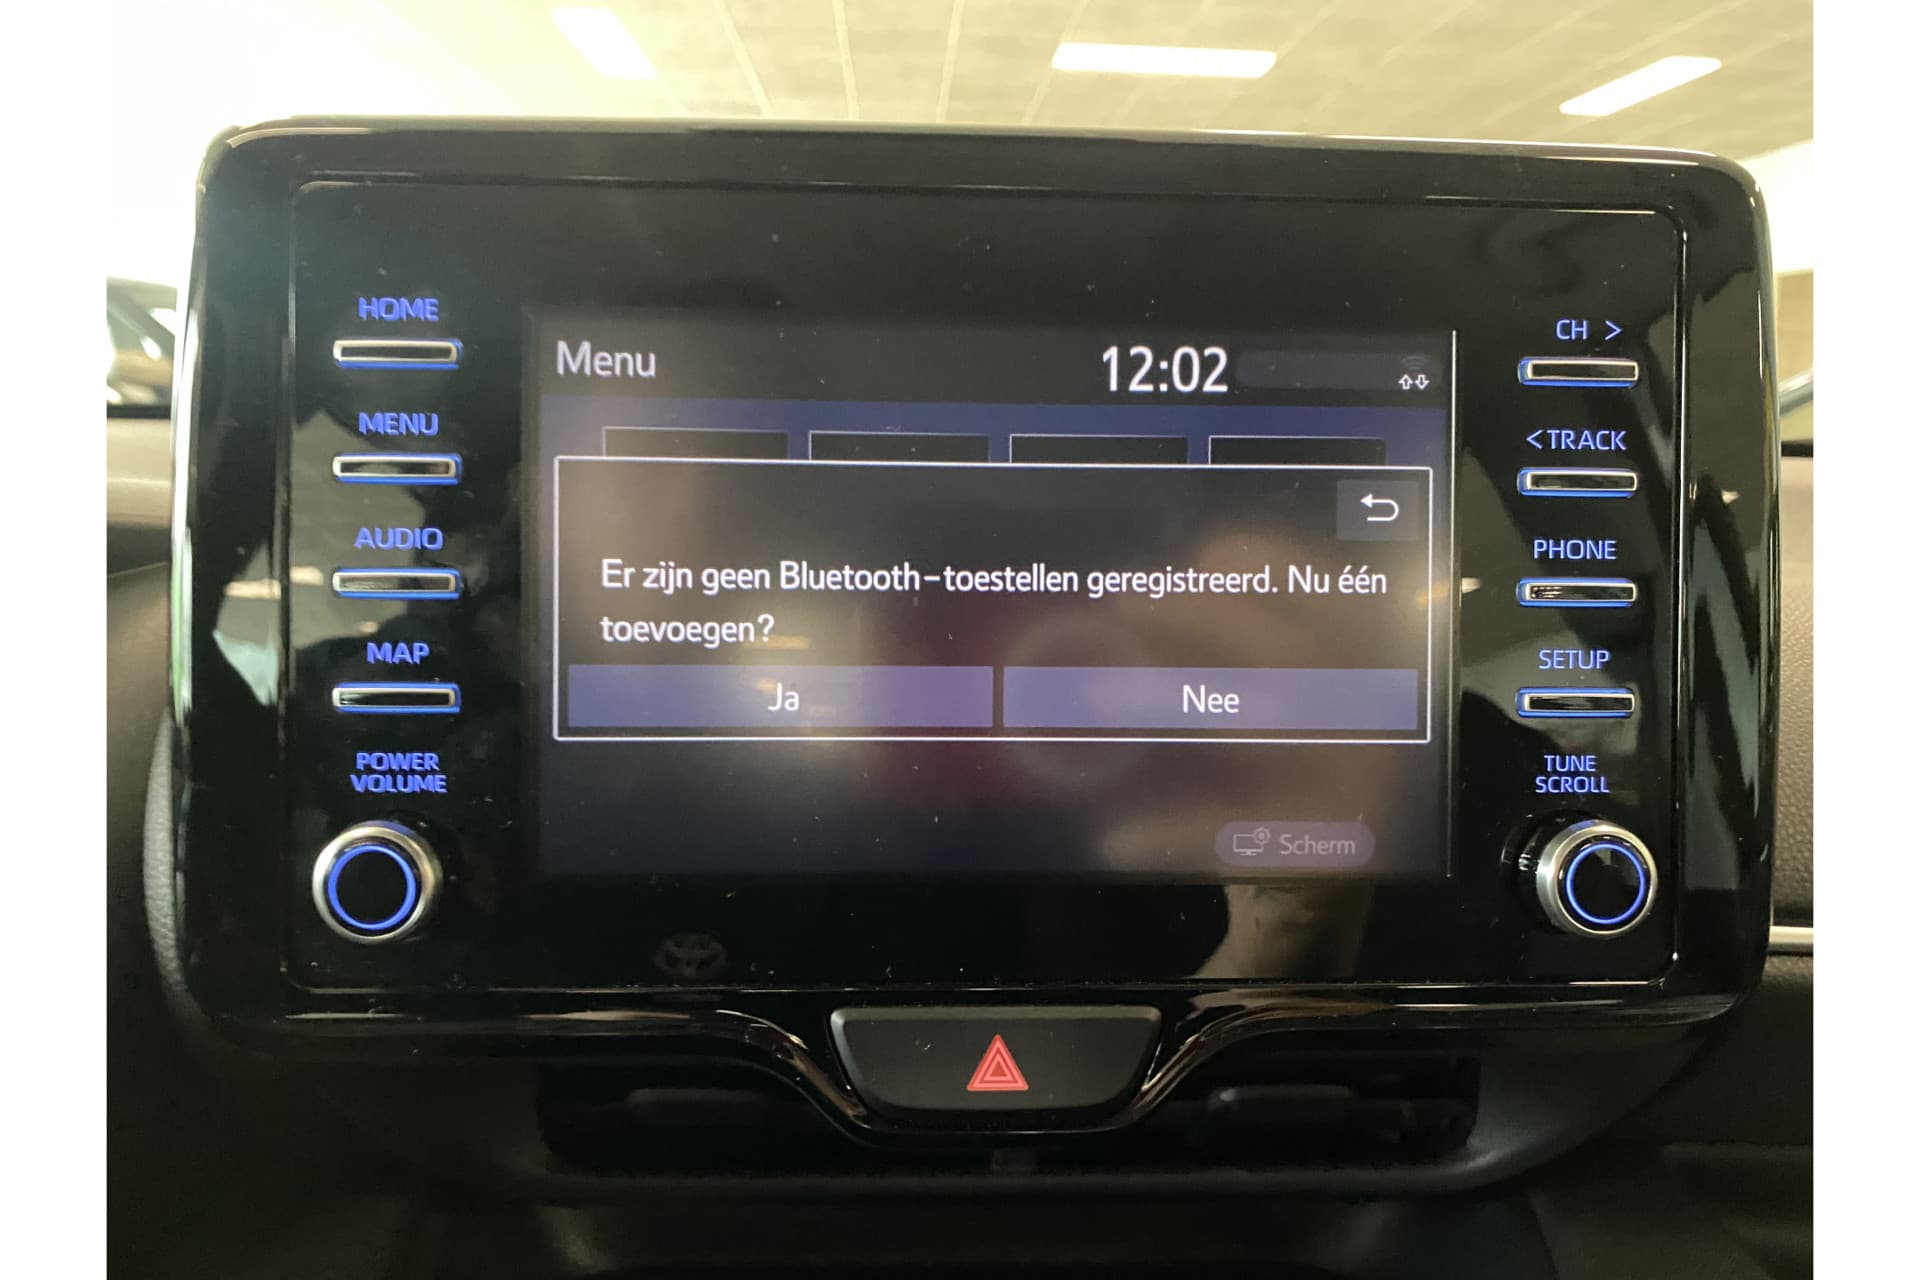 HOME
MENU
AUDIO
MAP
POWER
VOLUME
Menu
12:02
Er zijn geen Bluetooth-toestellen geregistreerd. Nu één
toevoegen?
Ja
Nee
Scherm
CH >
<TRACK
PHONE
SETUP
TUNE
SCROLL